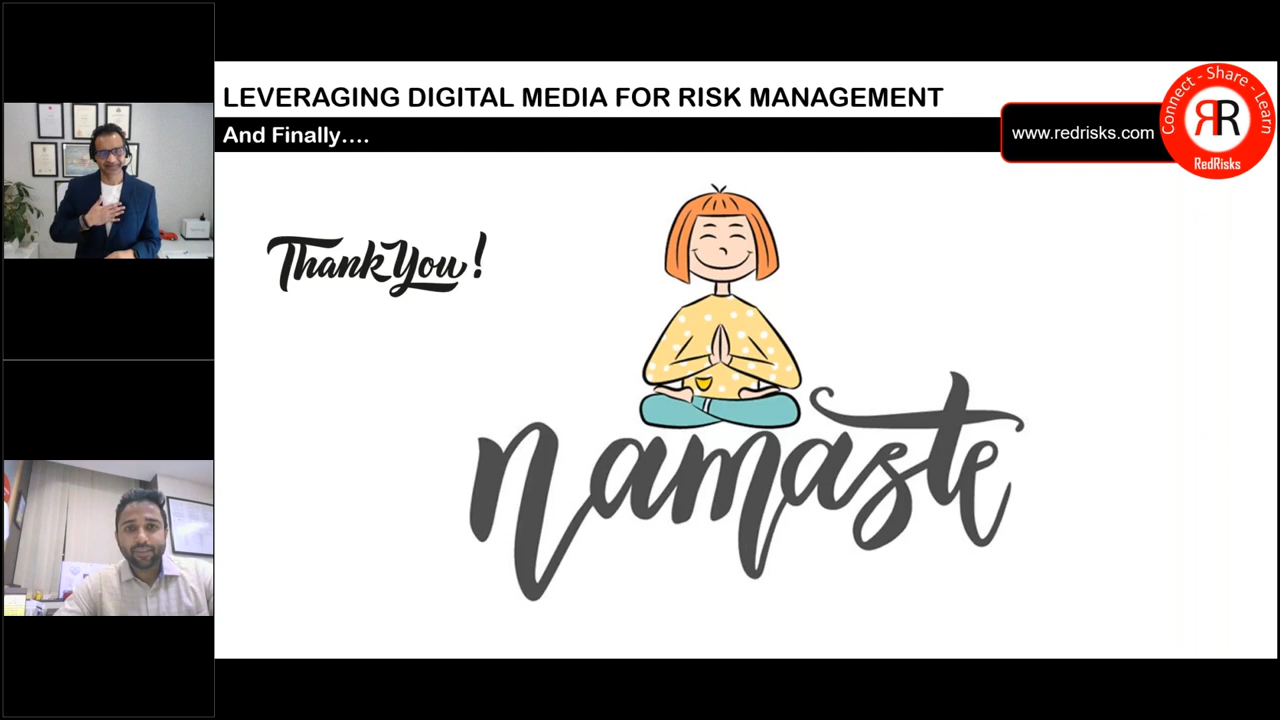 LEVERAGING DIGITAL MEDIA FOR RISK MANAGEMENT
And Finally....
www.redrisks.com
Connect - Share - Learn
RR
RedRisks
Thank You!
namaste